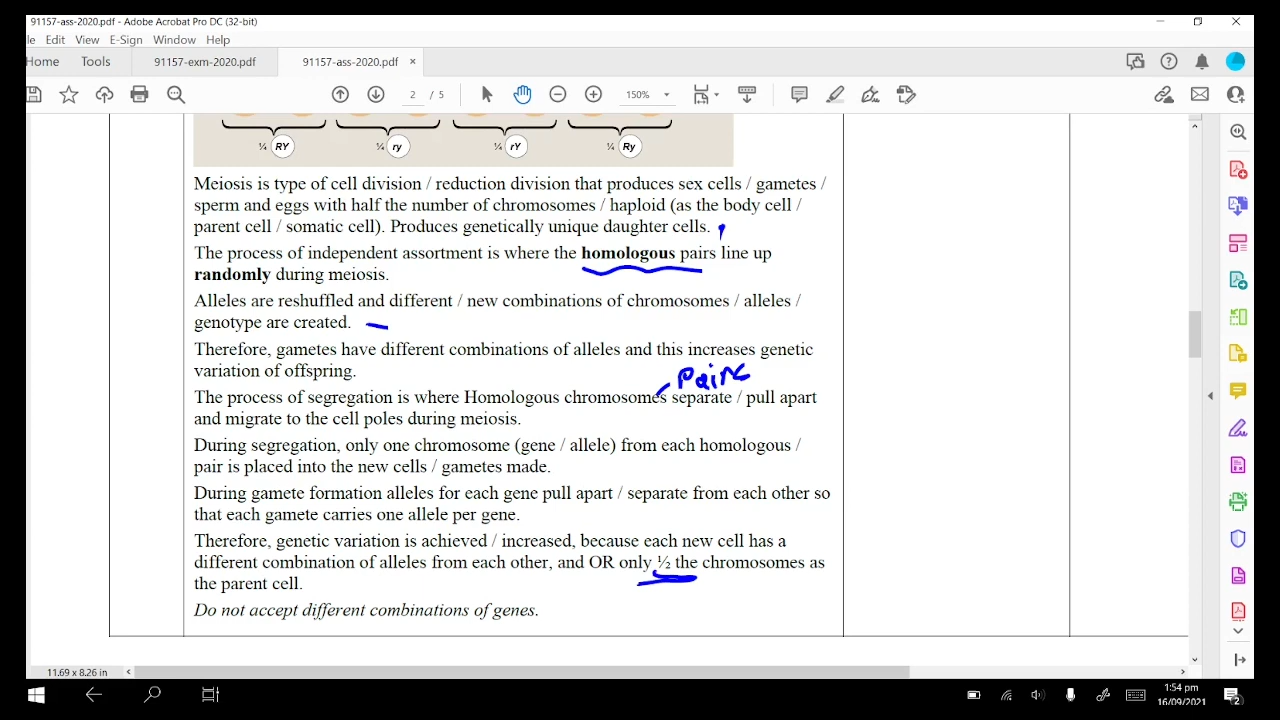 91157-ass-2020.pdf - Adobe Acrobat Pro DC (32-bit)
le Edit View E-Sign Window Help
Home Tools 91157-exm-2020.pdf 91157-ass-2020.pdf ×
2 / 5 150%
¼ RY ¼ ry ¼ rY ¼ Ry
Meiosis is type of cell division / reduction division that produces sex cells / gametes /
sperm and eggs with half the number of chromosomes / haploid (as the body cell /
parent cell / somatic cell). Produces genetically unique daughter cells.
The process of independent assortment is where the homologous pairs line up
randomly during meiosis.
Alleles are reshuffled and different / new combinations of chromosomes / alleles /
genotype are created.
Therefore, gametes have different combinations of alleles and this increases genetic
variation of offspring.
Pairs
The process of segregation is where Homologous chromosomes separate / pull apart
and migrate to the cell poles during meiosis.
During segregation, only one chromosome (gene / allele) from each homologous /
pair is placed into the new cells / gametes made.
During gamete formation alleles for each gene pull apart / separate from each other so
that each gamete carries one allele per gene.
Therefore, genetic variation is achieved / increased, because each new cell has a
different combination of alleles from each other, and OR only ½ the chromosomes as
the parent cell.
Do not accept different combinations of genes.
11.69 x 8.26 in
1:54 pm
16/09/2021
2